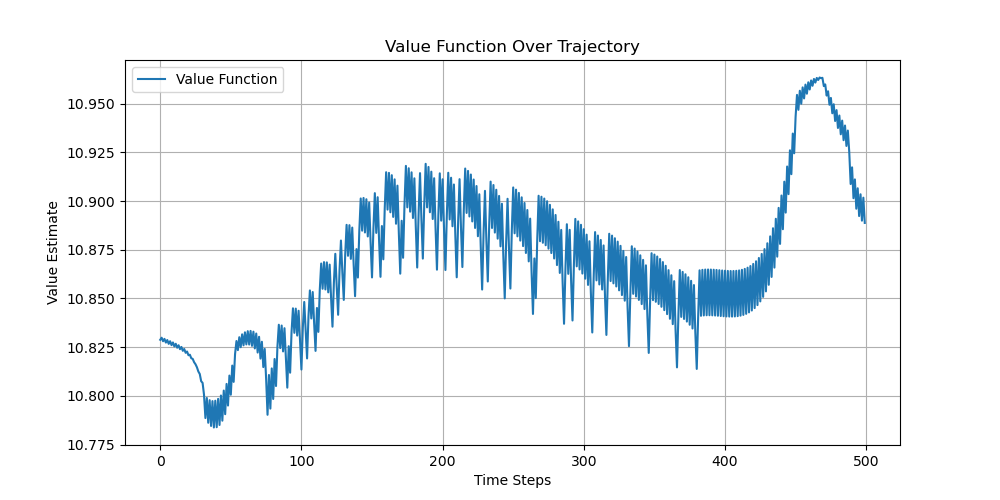 Value Function Over Trajectory
Value Function
Value Estimate
10.950
10.925
10.900
10.875
10.850
10.825
10.800
10.775
0 100 200 300 400 500
Time Steps